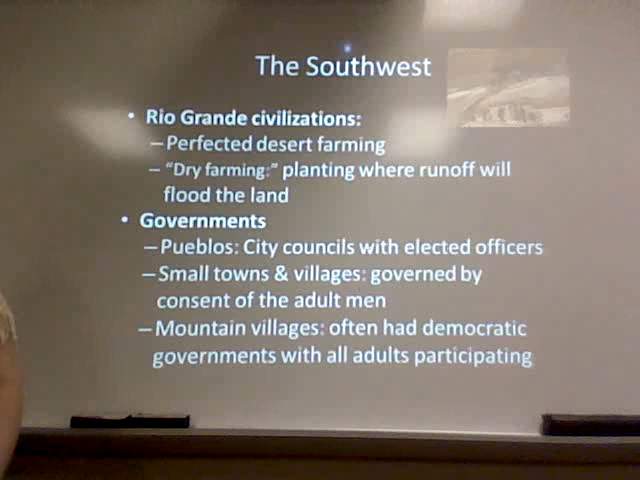 The Southwest
• Rio Grande civilizations:
– Perfected desert farming
– "Dry farming:" planting where runoff will
flood the land
• Governments
– Pueblos: City councils with elected officers
– Small towns & villages: governed by
consent of the adult men
– Mountain villages: often had democratic
governments with all adults participating